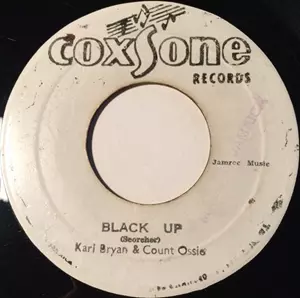 coxsone
RECORDS
Jamrec Music
BLACK UP
(Scorcher)
Karl Bryan & Count Ossie